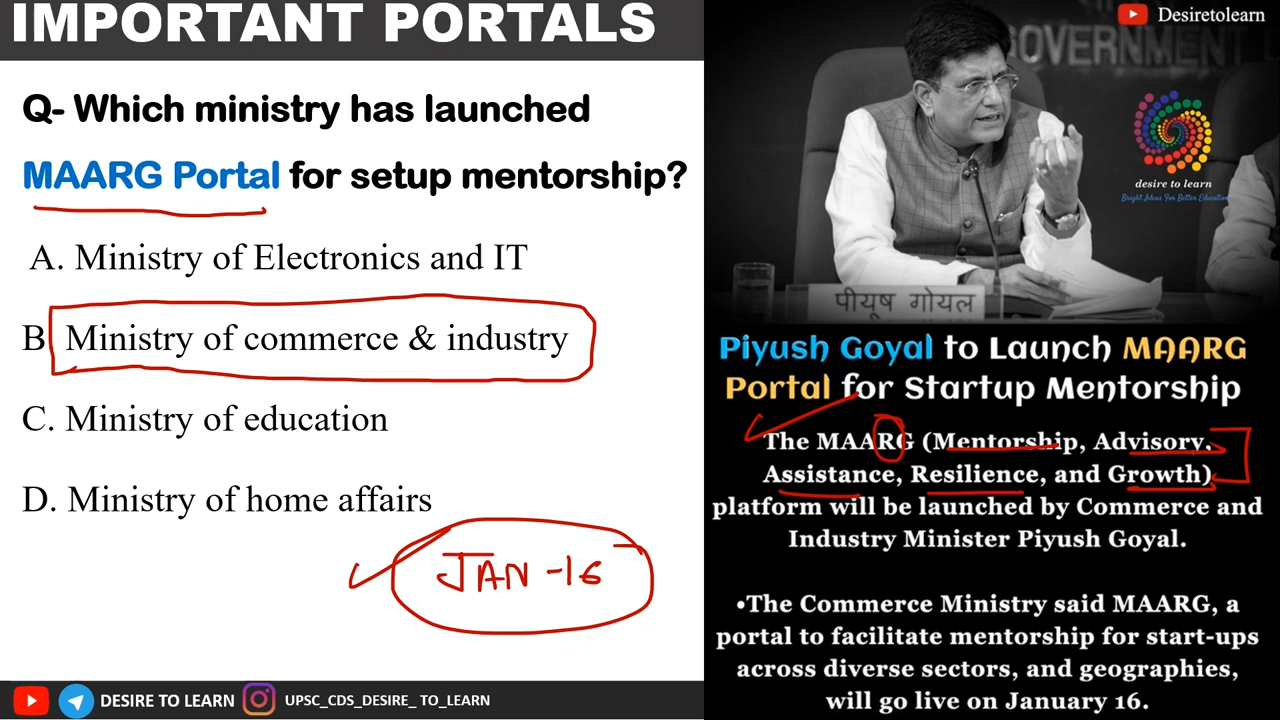 IMPORTANT PORTALS
Q- Which ministry has launched
MAARG Portal for setup mentorship?
A. Ministry of Electronics and IT
B Ministry of commerce & industry
C. Ministry of education
D. Ministry of home affairs
JAN-16
DESIRE TO LEARN
UPSC_CDS_DESIRE_ TO_LEARN
Desiretolearn
GOVERNMENT
desire to learn
Bright Ideas For Better Education
पीयूष गोयल
Piyush Goyal to Launch MAARG
Portal for Startup Mentorship
The MAARG (Mentorship, Advisory,
Assistance, Resilience, and Growth)
platform will be launched by Commerce and
Industry Minister Piyush Goyal.
•The Commerce Ministry said MAARG, a
portal to facilitate mentorship for start-ups
across diverse sectors, and geographies,
will go live on January 16.